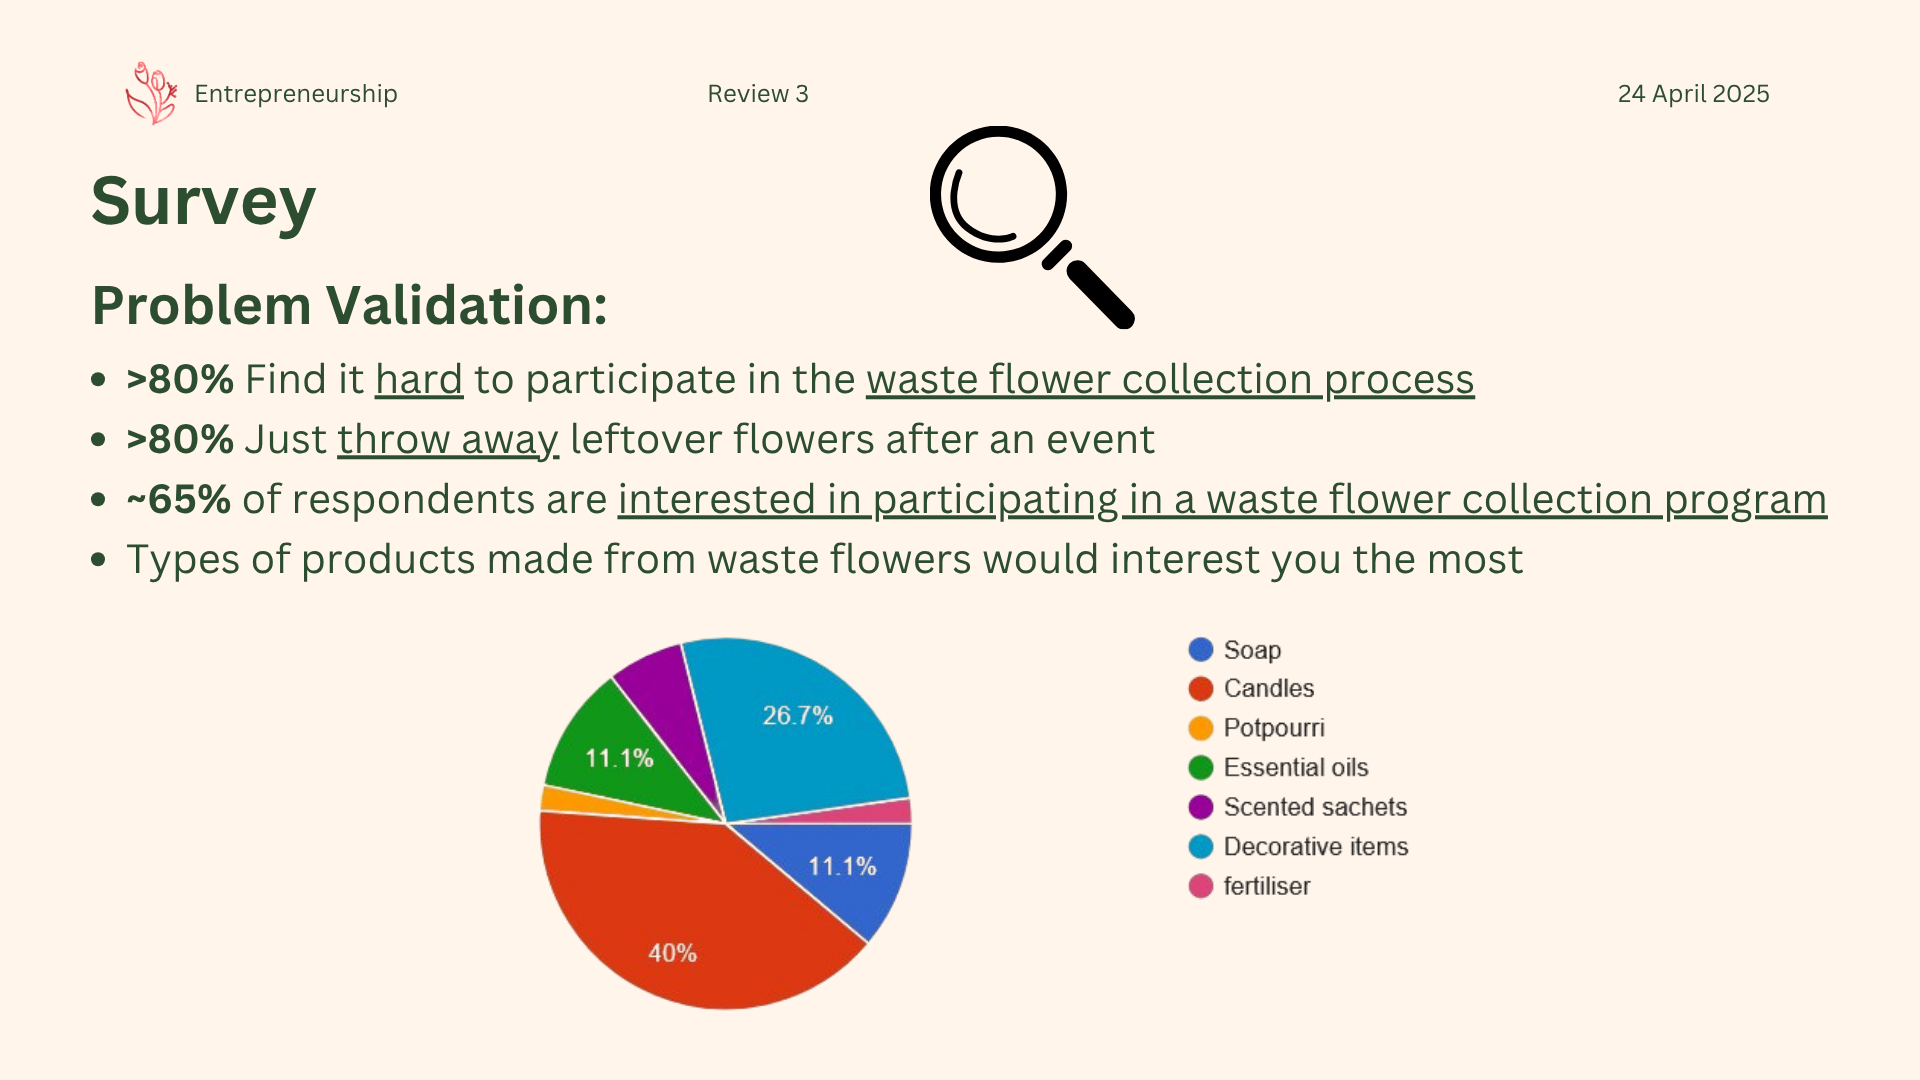 Entrepreneurship
Review 3
24 April 2025
Survey
Problem Validation:
• >80% Find it hard to participate in the waste flower collection process
• >80% Just throw away leftover flowers after an event
• ~65% of respondents are interested in participating in a waste flower collection program
• Types of products made from waste flowers would interest you the most
26.7%
11.1%
11.1%
40%
Soap
Candles
Potpourri
Essential oils
Scented sachets
Decorative items
fertiliser